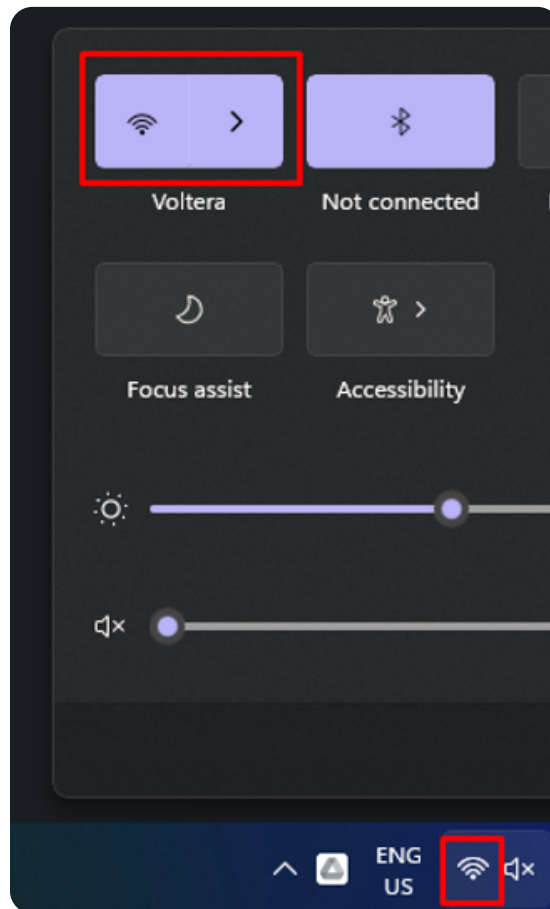 Voltera
Not connected
Focus assist
Accessibility
ENG
US